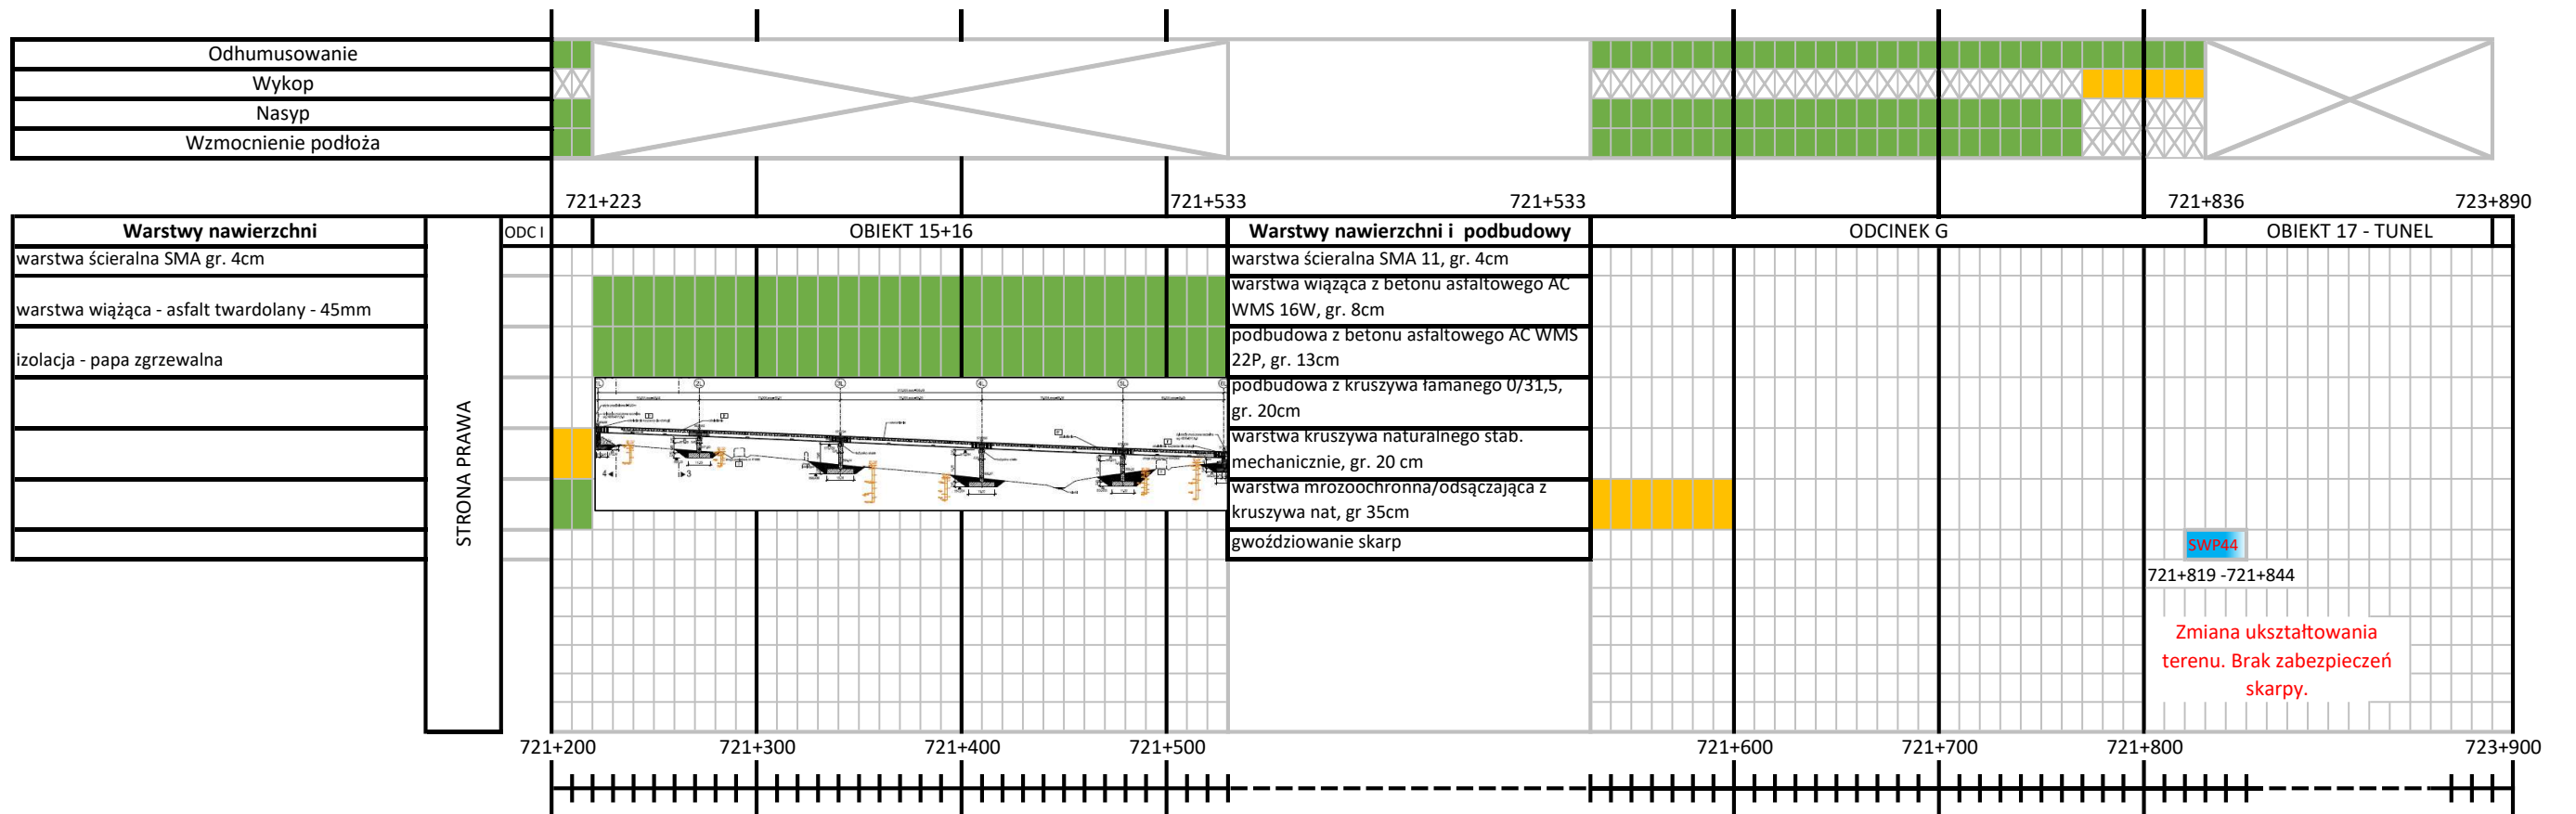 Odhumusowanie
Wykop
Nasyp
Wzmocnienie podłoża
721+223
721+533
721+533
721+836
723+890
Warstwy nawierzchni
ODC I
OBIEKT 15+16
Warstwy nawierzchni i podbudowy
ODCINEK G
OBIEKT 17 - TUNEL
STRONA PRAWA
warstwa ścieralna SMA gr. 4cm
warstwa wiążąca - asfalt twardolany - 45mm
izolacja - papa zgrzewalna
warstwa ścieralna SMA 11, gr. 4cm
warstwa wiążąca z betonu asfaltowego AC
WMS 16W, gr. 8cm
podbudowa z betonu asfaltowego AC WMS
22P, gr. 13cm
podbudowa z kruszywa łamanego 0/31,5,
gr. 20cm
warstwa kruszywa naturalnego stab.
mechanicznie, gr. 20 cm
warstwa mrozoochronna/odsączająca z
kruszywa nat, gr 35cm
gwoździowanie skarp
SWP44
721+819 -721+844
Zmiana ukształtowania
terenu. Brak zabezpieczeń
skarpy.
721+200
721+300
721+400
721+500
721+600
721+700
721+800
723+900